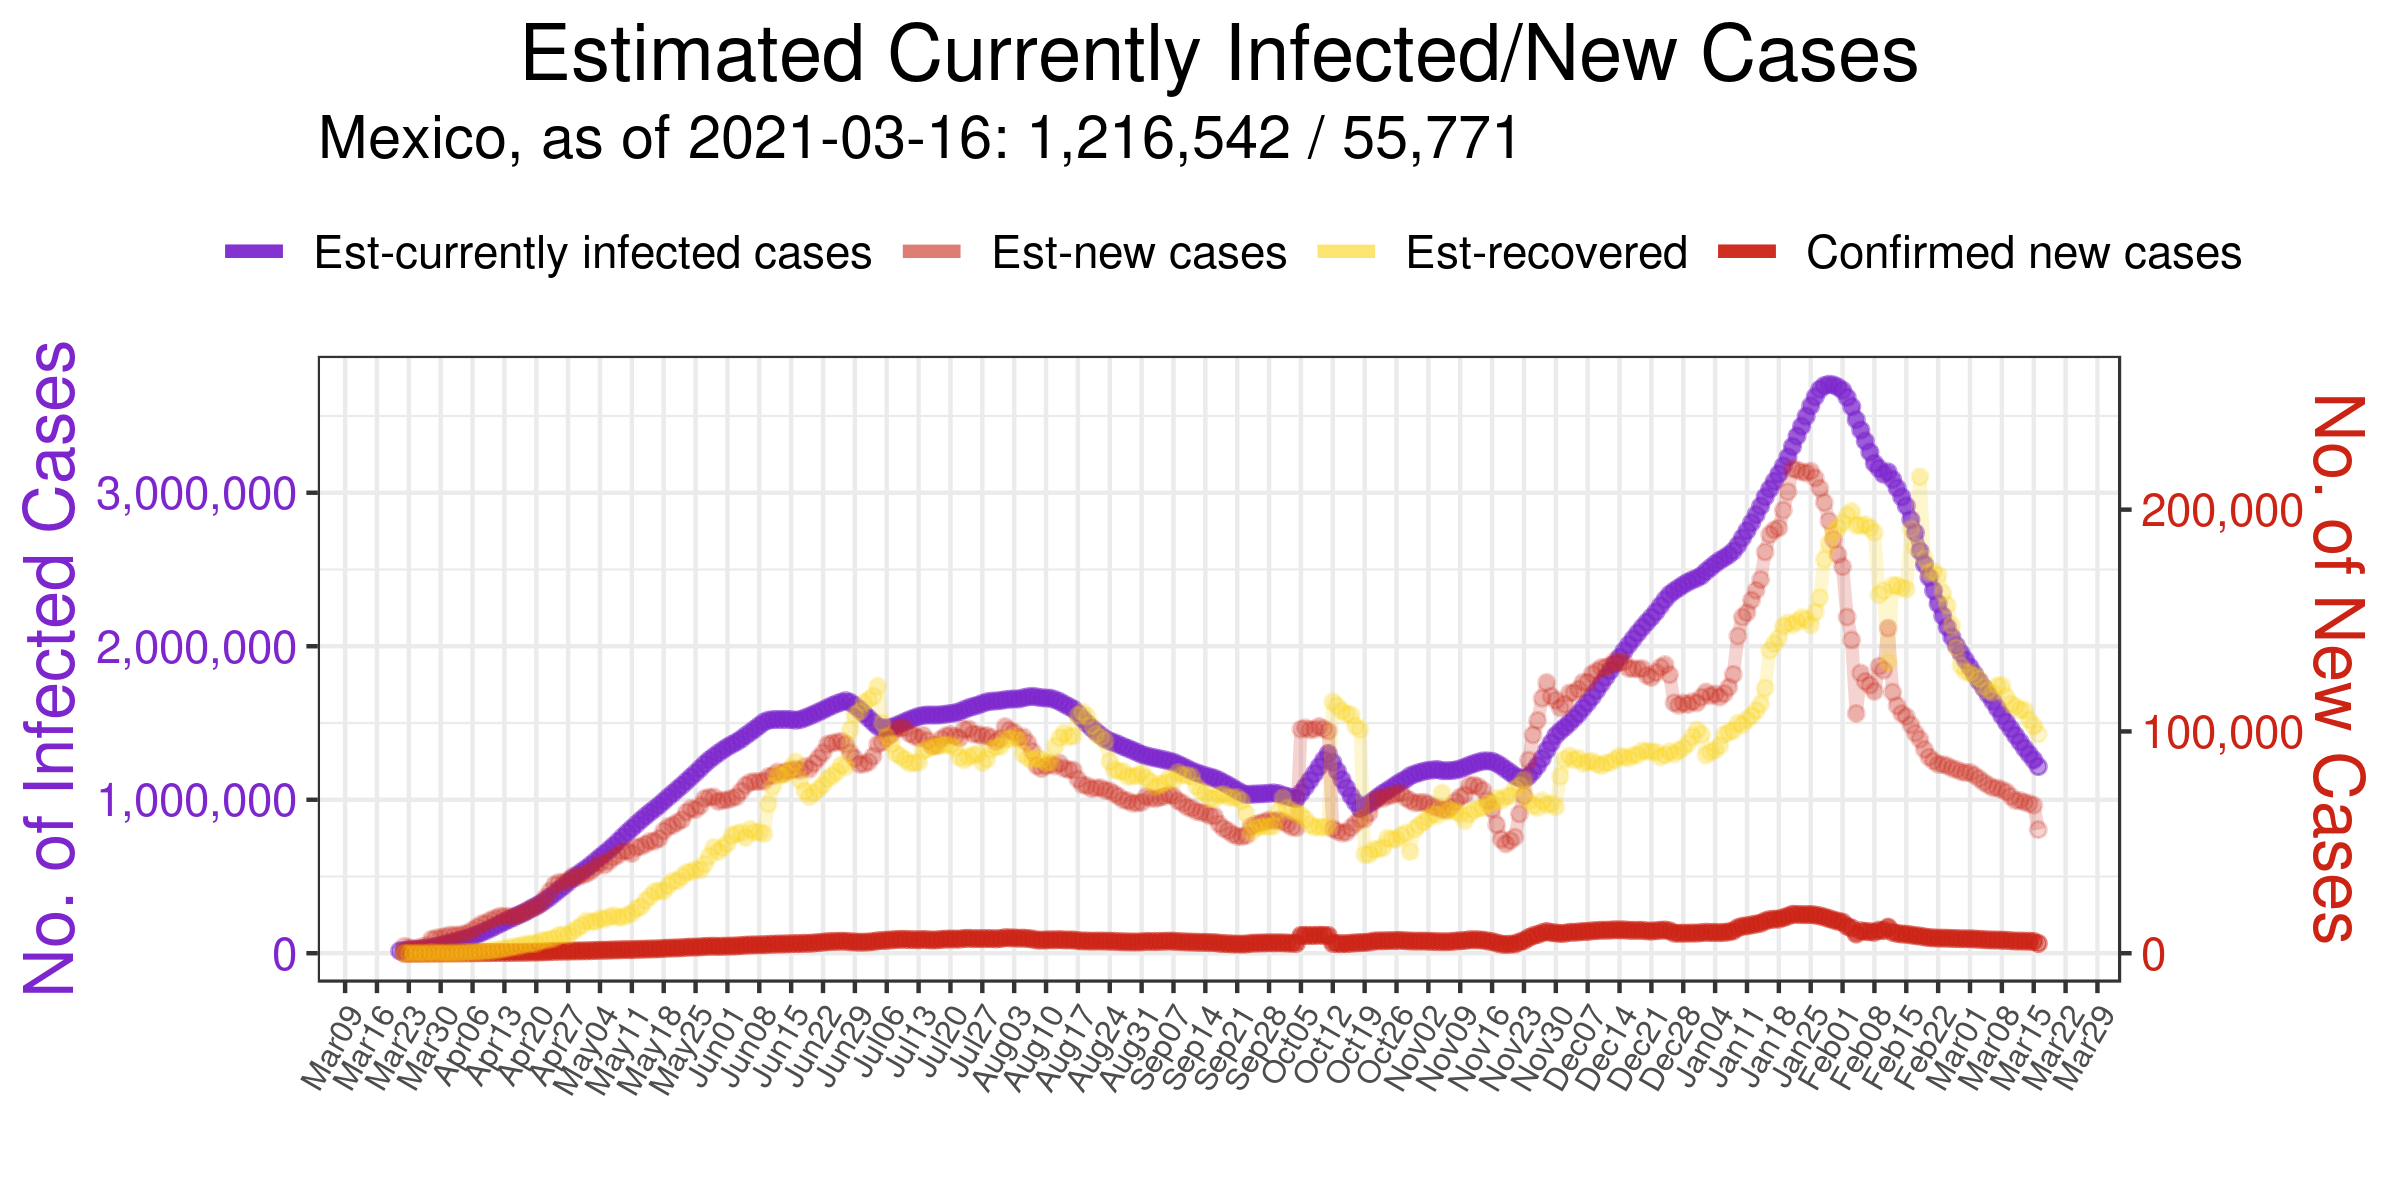 Estimated Currently Infected/New Cases
Mexico, as of 2021-03-16: 1,216,542 / 55,771
Est-currently infected cases Est-new cases Est-recovered Confirmed new cases
No. of Infected Cases
3,000,000
2,000,000
1,000,000
0
200,000
100,000
0
No. of New Cases
Mar09 Mar16 Mar23 Mar30 Apr06 Apr13 Apr20 Apr27 May04 May11 May18 May25 Jun01 Jun08 Jun15 Jun22 Jun29 Jul06 Jul13 Jul20 Jul27 Aug03 Aug10 Aug17 Aug24 Aug31 Sep07 Sep14 Sep21 Sep28 Oct05 Oct12 Oct19 Oct26 Nov02 Nov09 Nov16 Nov23 Nov30 Dec07 Dec14 Dec21 Dec28 Jan04 Jan11 Jan18 Jan25 Feb01 Feb08 Feb15 Feb22 Mar01 Mar08 Mar15 Mar22 Mar29